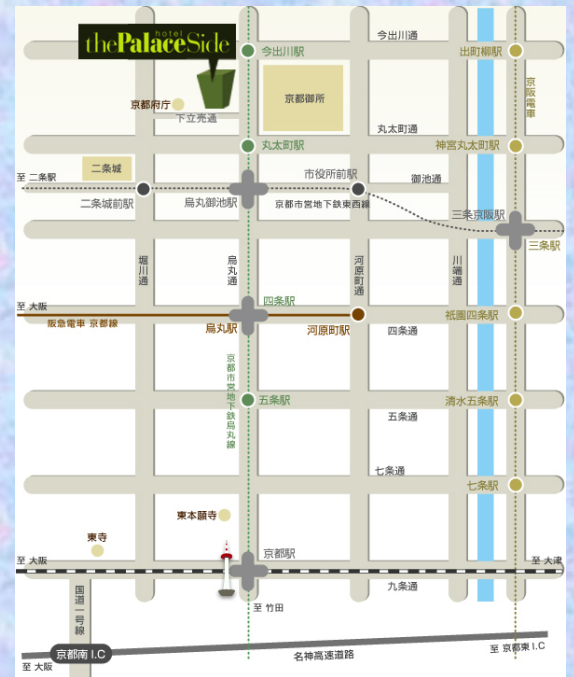 hotel
thePalaceSide
今出川通
今出川駅
出町柳駅
京阪電車
京都御所
京都府庁
下立売通
丸太町通
丸太町駅
神宮丸太町駅
二条城
至 二条駅
市役所前駅
御池通
二条城前駅
烏丸御池駅
京都市営地下鉄東西線
三条京阪駅
三条駅
堀川通
烏丸通
河原町通
川端通
至 大阪
四条駅
阪急電車 京都線
烏丸駅
河原町駅
四条通
祇園四条駅
京都市営地下鉄烏丸線
五条駅
清水五条駅
五条通
七条通
七条駅
東本願寺
東寺
京都駅
至 大阪
至 大津
九条通
国道一号線
至 竹田
京都南 I.C
名神高速道路
至 京都東 I.C
至 大阪